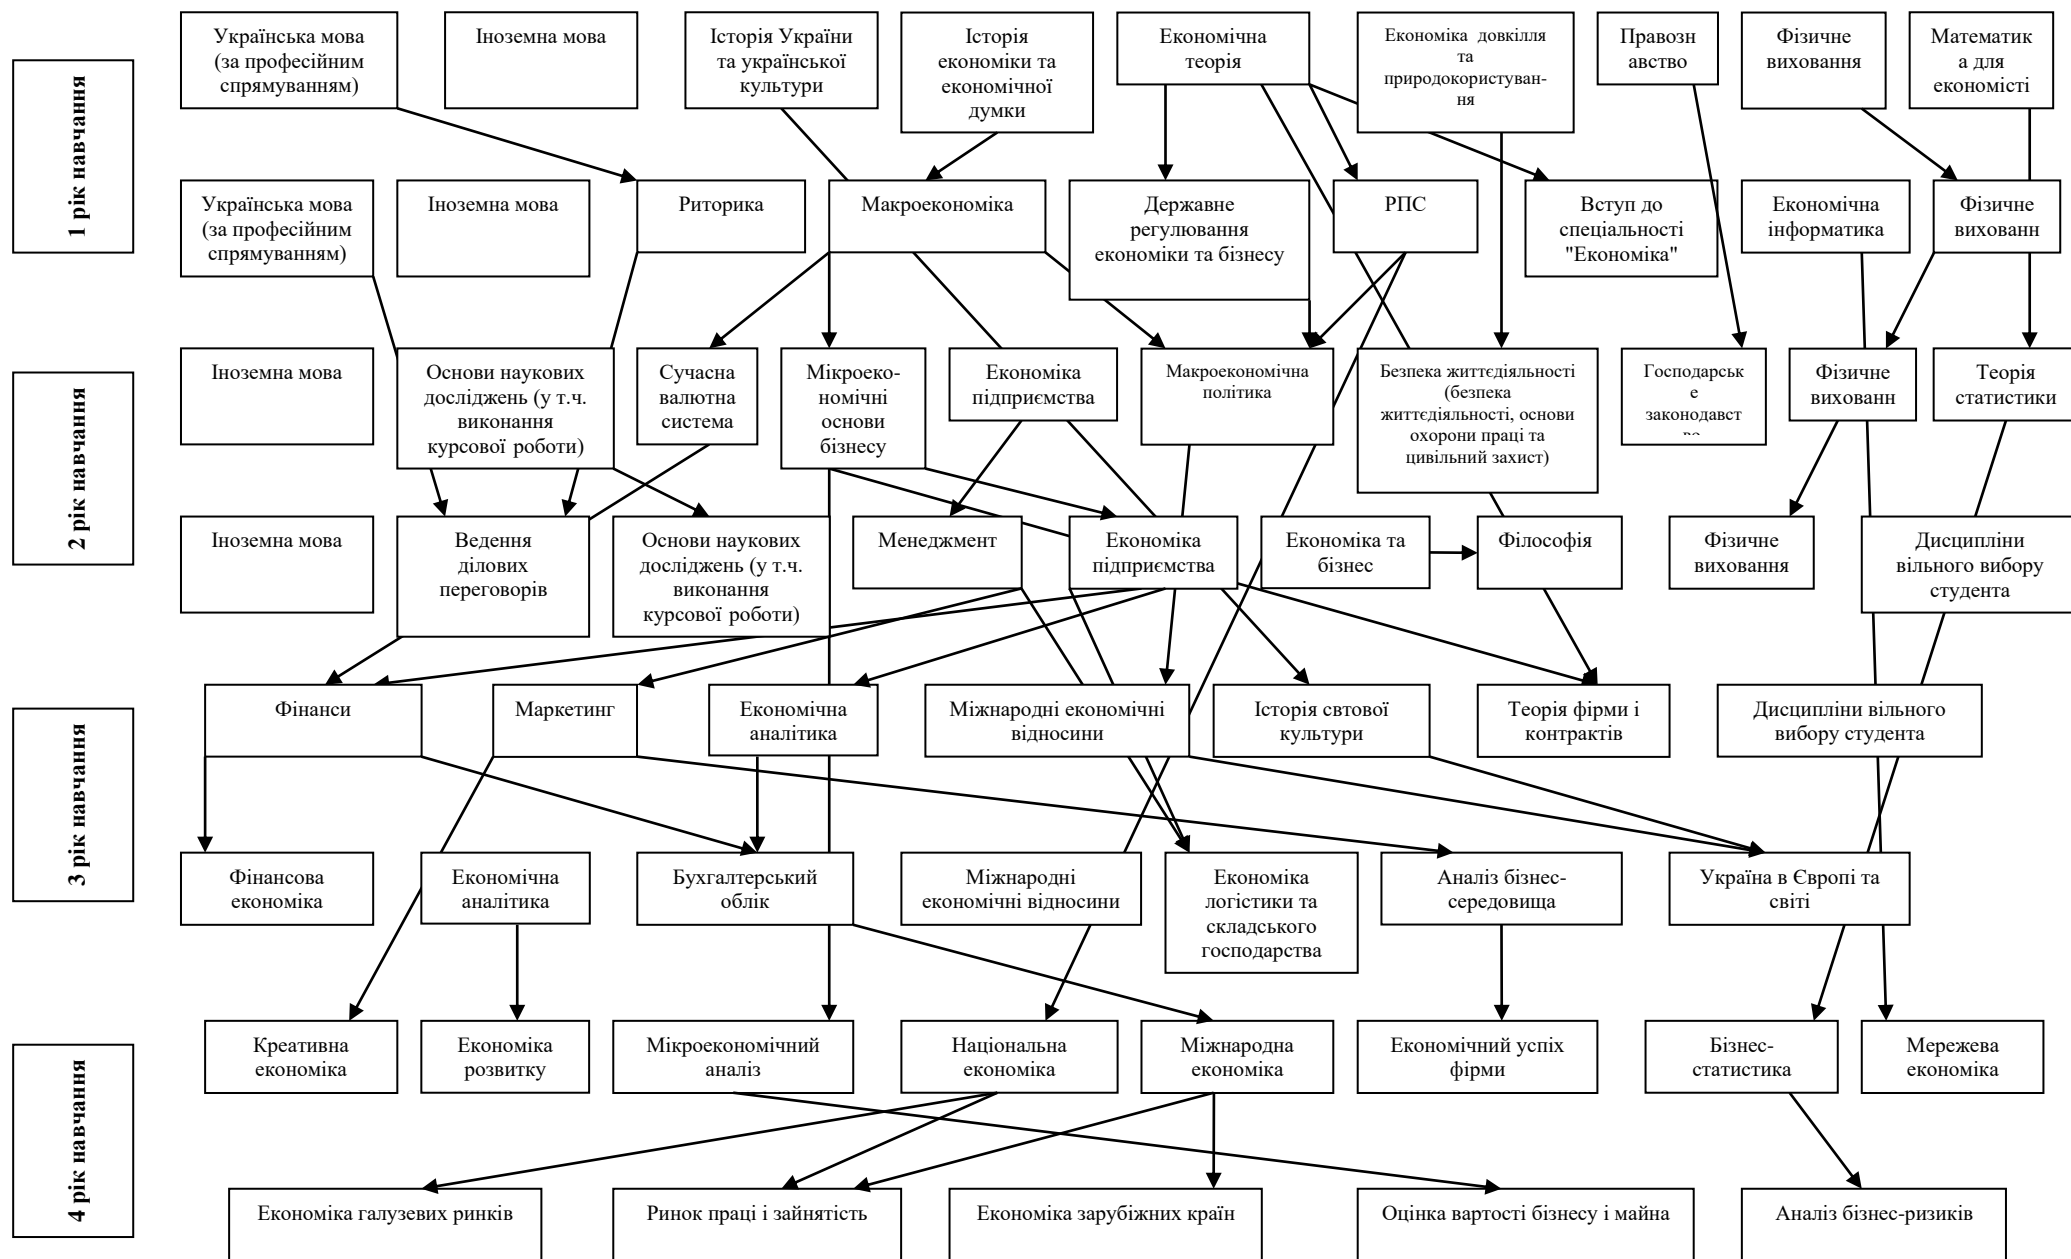 1 рік навчання
Українська мова
(за професійним
спрямуванням)
Іноземна мова
Історія України
та української
культури
Історія
економіки та
економічної
думки
Економічна
теорія
Економіка довкілля
та
природокористуван-
ня
Правозн
авство
Фізичне
виховання
Математик
а для
економісті
Українська мова
(за професійним
спрямуванням)
Іноземна мова
Риторика
Макроекономіка
Державне
регулювання
економіки та бізнесу
РПС
Вступ до
спеціальності
"Економіка"
Економічна
інформатика
Фізичне
вихованн
2 рік навчання
Іноземна мова
Основи наукових
досліджень (у т.ч.
виконання
курсової роботи)
Сучасна
валютна
система
Мікроеко-
номічні
основи
бізнесу
Економіка
підприємства
Макроекономічна
політика
Безпека життєдіяльності
(безпека
життєдіяльності, основи
охорони праці та
цивільний захист)
Господарськ
е
законодавст
Фізичне
вихованн
Теорія
статистики
Іноземна мова
Ведення
ділових
переговорів
Основи наукових
досліджень (у т.ч.
виконання
курсової роботи)
Менеджмент
Економіка
підприємства
Економіка та
бізнес
Філософія
Фізичне
виховання
Дисципліни
вільного вибору
студента
3 рік навчання
Фінанси
Маркетинг
Економічна
аналітика
Міжнародні економічні
відносини
Історія свтової
культури
Теорія фірми і
контрактів
Дисципліни вільного
вибору студента
Фінансова
економіка
Економічна
аналітика
Бухгалтерський
облік
Міжнародні
економічні відносини
Економіка
логістики та
складського
господарства
Аналіз бізнес-
середовища
Україна в Європі та
світі
4 рік навчання
Креативна
економіка
Економіка
розвитку
Мікроекономічний
аналіз
Національна
економіка
Міжнародна
економіка
Економічний успіх
фірми
Бізнес-
статистика
Мережева
економіка
Економіка галузевих ринків
Ринок праці і зайнятість
Економіка зарубіжних країн
Оцінка вартості бізнесу і майна
Аналіз бізнес-ризиків